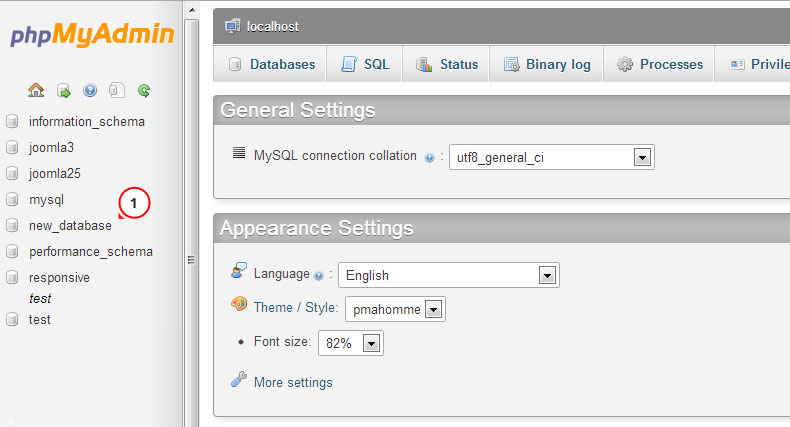 phpMyAdmin
information_schema
joomla3
joomla25
mysql
1
new_database
performance_schema
responsive
test
test
localhost
Databases SQL Status Binary log Processes Privile
General Settings
MySQL connection collation : utf8_general_ci
Appearance Settings
Language : English
Theme / Style: pmahomme
• Font size: 82%
More settings